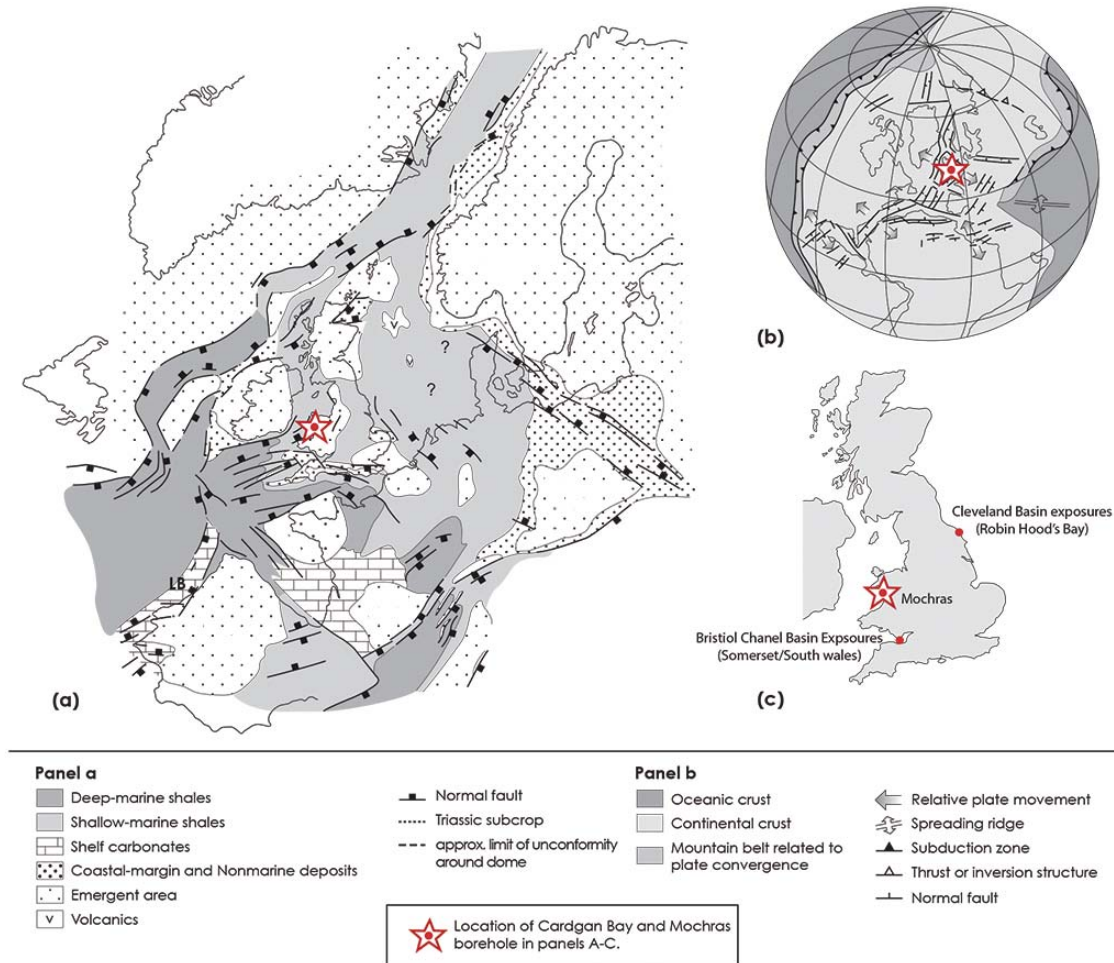 V
V
?
?
LB
(a)
(b)
Cleveland Basin exposures
(Robin Hood's Bay)
Mochras
Bristiol Chanel Basin Expsoures
(Somerset/South wales)
(c)
Panel a
Deep-marine shales
Shallow-marine shales
Shelf carbonates
Coastal-margin and Nonmarine deposits
Emergent area
V Volcanics
Normal fault
Triassic subcrop
approx. limit of unconformity
around dome
Panel b
Oceanic crust
Continental crust
Mountain belt related to
plate convergence
Relative plate movement
Spreading ridge
Subduction zone
Thrust or inversion structure
Normal fault
Location of Cardgan Bay and Mochras
borehole in panels A-C.